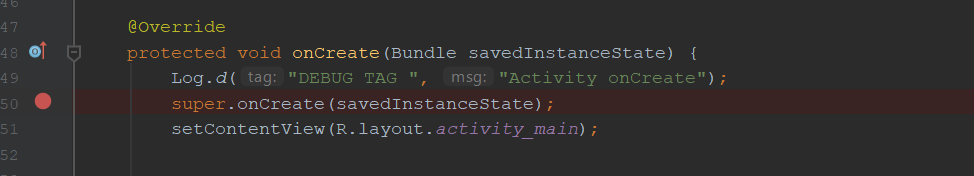 46
47 @Override
48 protected void onCreate(Bundle savedInstanceState) {
49 Log.d( tag: "DEBUG TAG ", msg: "Activity onCreate");
50 super.onCreate(savedInstanceState);
51 setContentView(R.layout.activity_main);
52